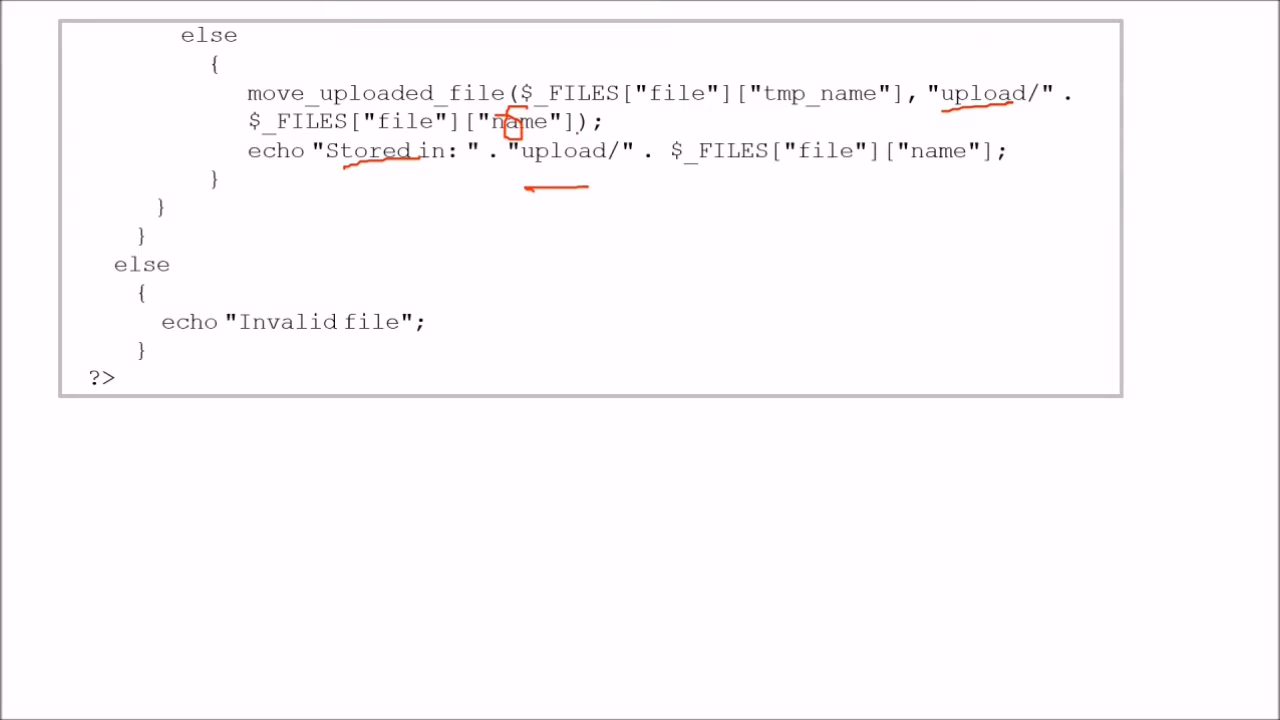 else
{
move_uploaded_file($_FILES["file"]["tmp_name"], "upload/" .
$_FILES["file"]["name"]);
echo "Stored in: " . "upload/" . $_FILES["file"]["name"];
}
}
}
else
{
echo "Invalid file";
}
?>